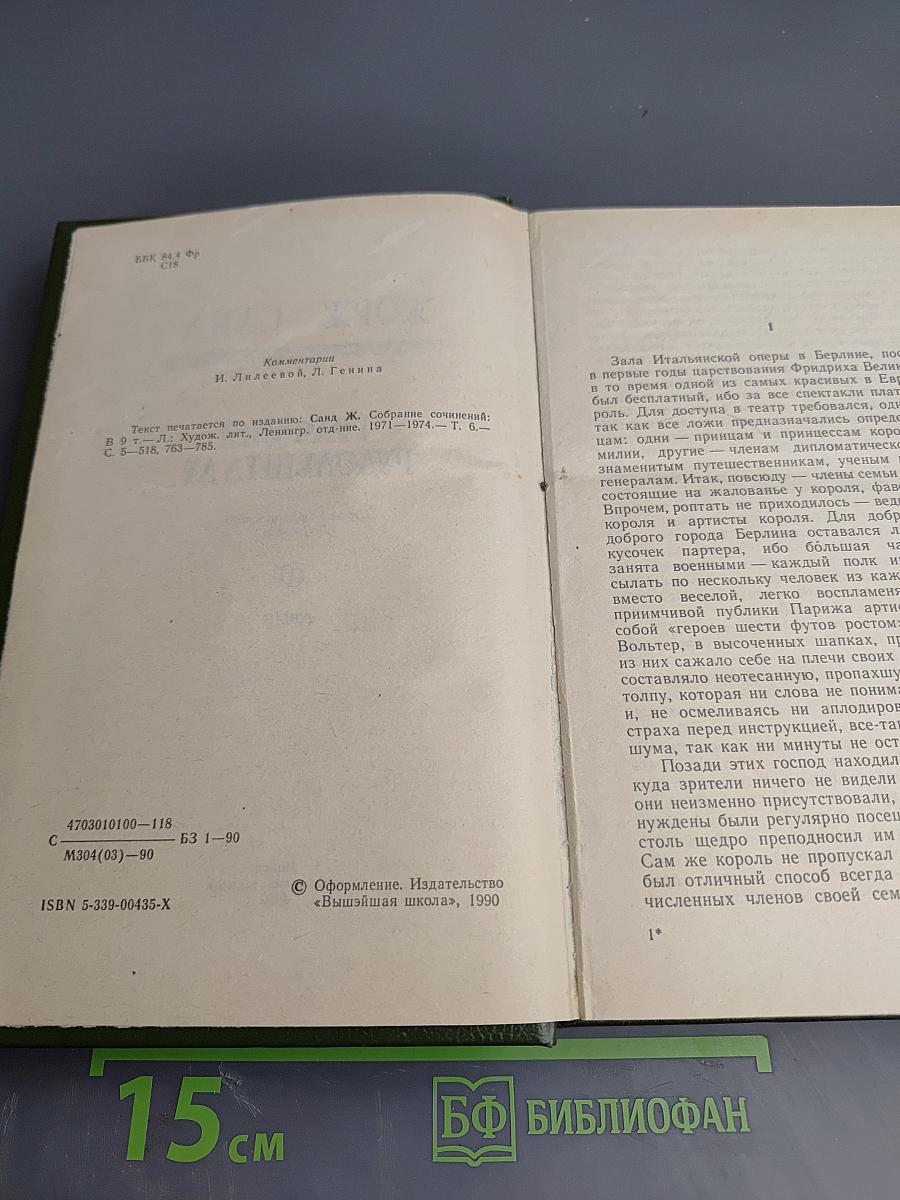 ББК 84.4 Фр
С18
Комментарии
И. Лилеевой, Л. Генина
Текст печатается по изданию: Санд Ж. Собрание сочинений:
В 9 т.— Л.: Худож. лит., Ленингр. отд-ние. 1971—1974.— Т. 6.—
С. 5—518, 763—785.
4703010100—118
С ——— БЗ 1—90
М304(03)—90
ISBN 5-339-00435-X
© Оформление. Издательство
«Вышэйшая школа», 1990
1
Зала Итальянской оперы в Берлине, пос
в первые годы царствования Фридриха Велик
в то время одной из самых красивых в Евр
был бесплатный, ибо за все спектакли плат
роль. Для доступа в театр требовался, одн
так как все ложи предназначались опреде
цам: одни — принцам и принцессам коро
милии, другие — членам дипломатическо
знаменитым путешественникам, ученым
генералам. Итак, повсюду — члены семьи
состоящие на жалованье у короля, фаво
Впрочем, роптать не приходилось — ведь
короля и артисты короля. Для добр
доброго города Берлина оставался л
кусочек партера, ибо бо́льшая ча
занята военными — каждый полк и
сылать по нескольку человек из каж
вместо веселой, легко воспламеня
приимчивой публики Парижа арти
собой «героев шести футов ростом»
Вольтер, в высоченных шапках, пр
из них сажало себе на плечи своих
составляло неотесанную, пропахшу
толпу, которая ни слова не понима
и, не осмеливаясь ни аплодиров
страха перед инструкцией, все-та
шума, так как ни минуты не ост
Позади этих господ находил
куда зрители ничего не видели
они неизменно присутствовали,
нуждены были регулярно посещ
столь щедро преподносил им
Сам же король не пропускал
был отличный способ всегда
численных членов своей сем
1*
15 см
БФ БИБЛИОФАН